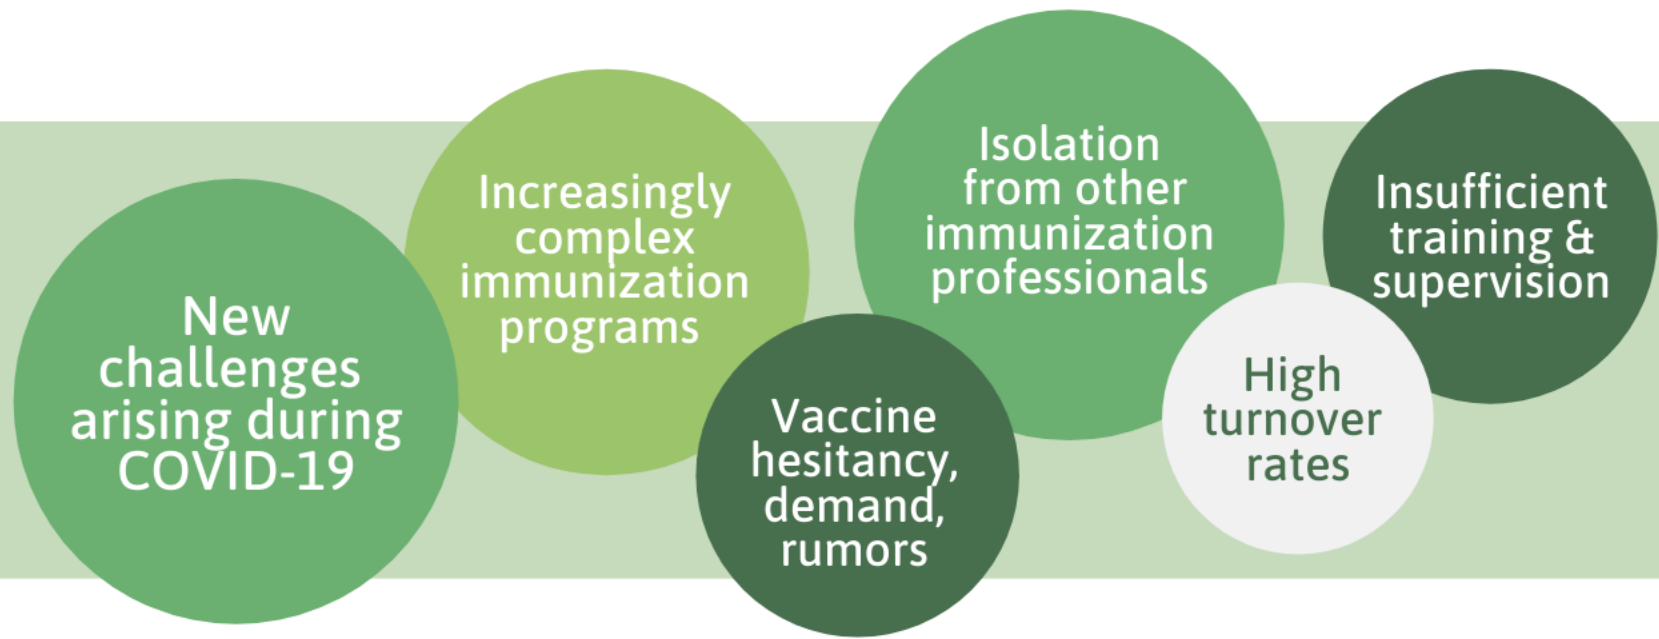 New
challenges
arising during
COVID-19
Increasingly
complex
immunization
programs
Vaccine
hesitancy,
demand,
rumors
Isolation
from other
immunization
professionals
High
turnover
rates
Insufficient
training &
supervision